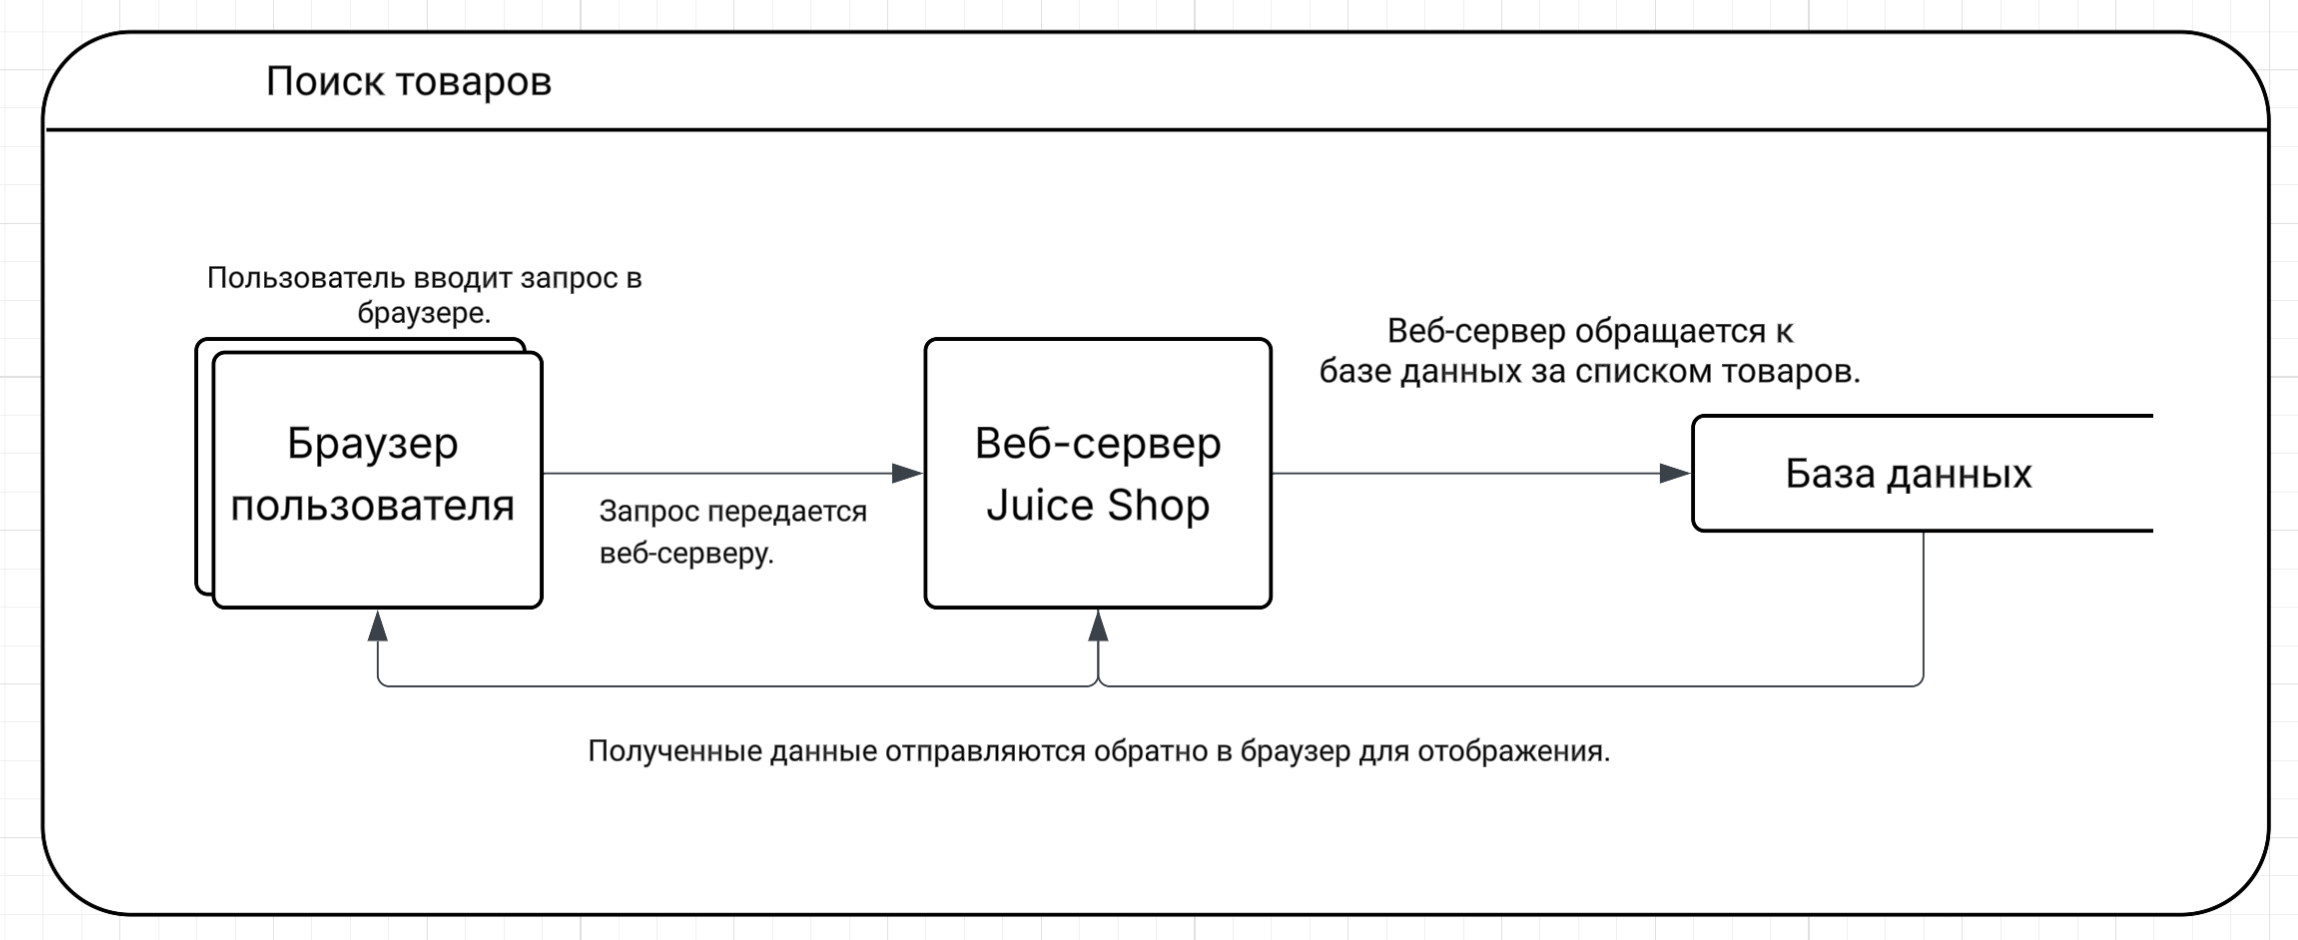 Поиск товаров
Пользователь вводит запрос в
браузере.
Браузер
пользователя
Запрос передается
веб-серверу.
Веб-сервер
Juice Shop
Веб-сервер обращается к
базе данных за списком товаров.
База данных
Полученные данные отправляются обратно в браузер для отображения.